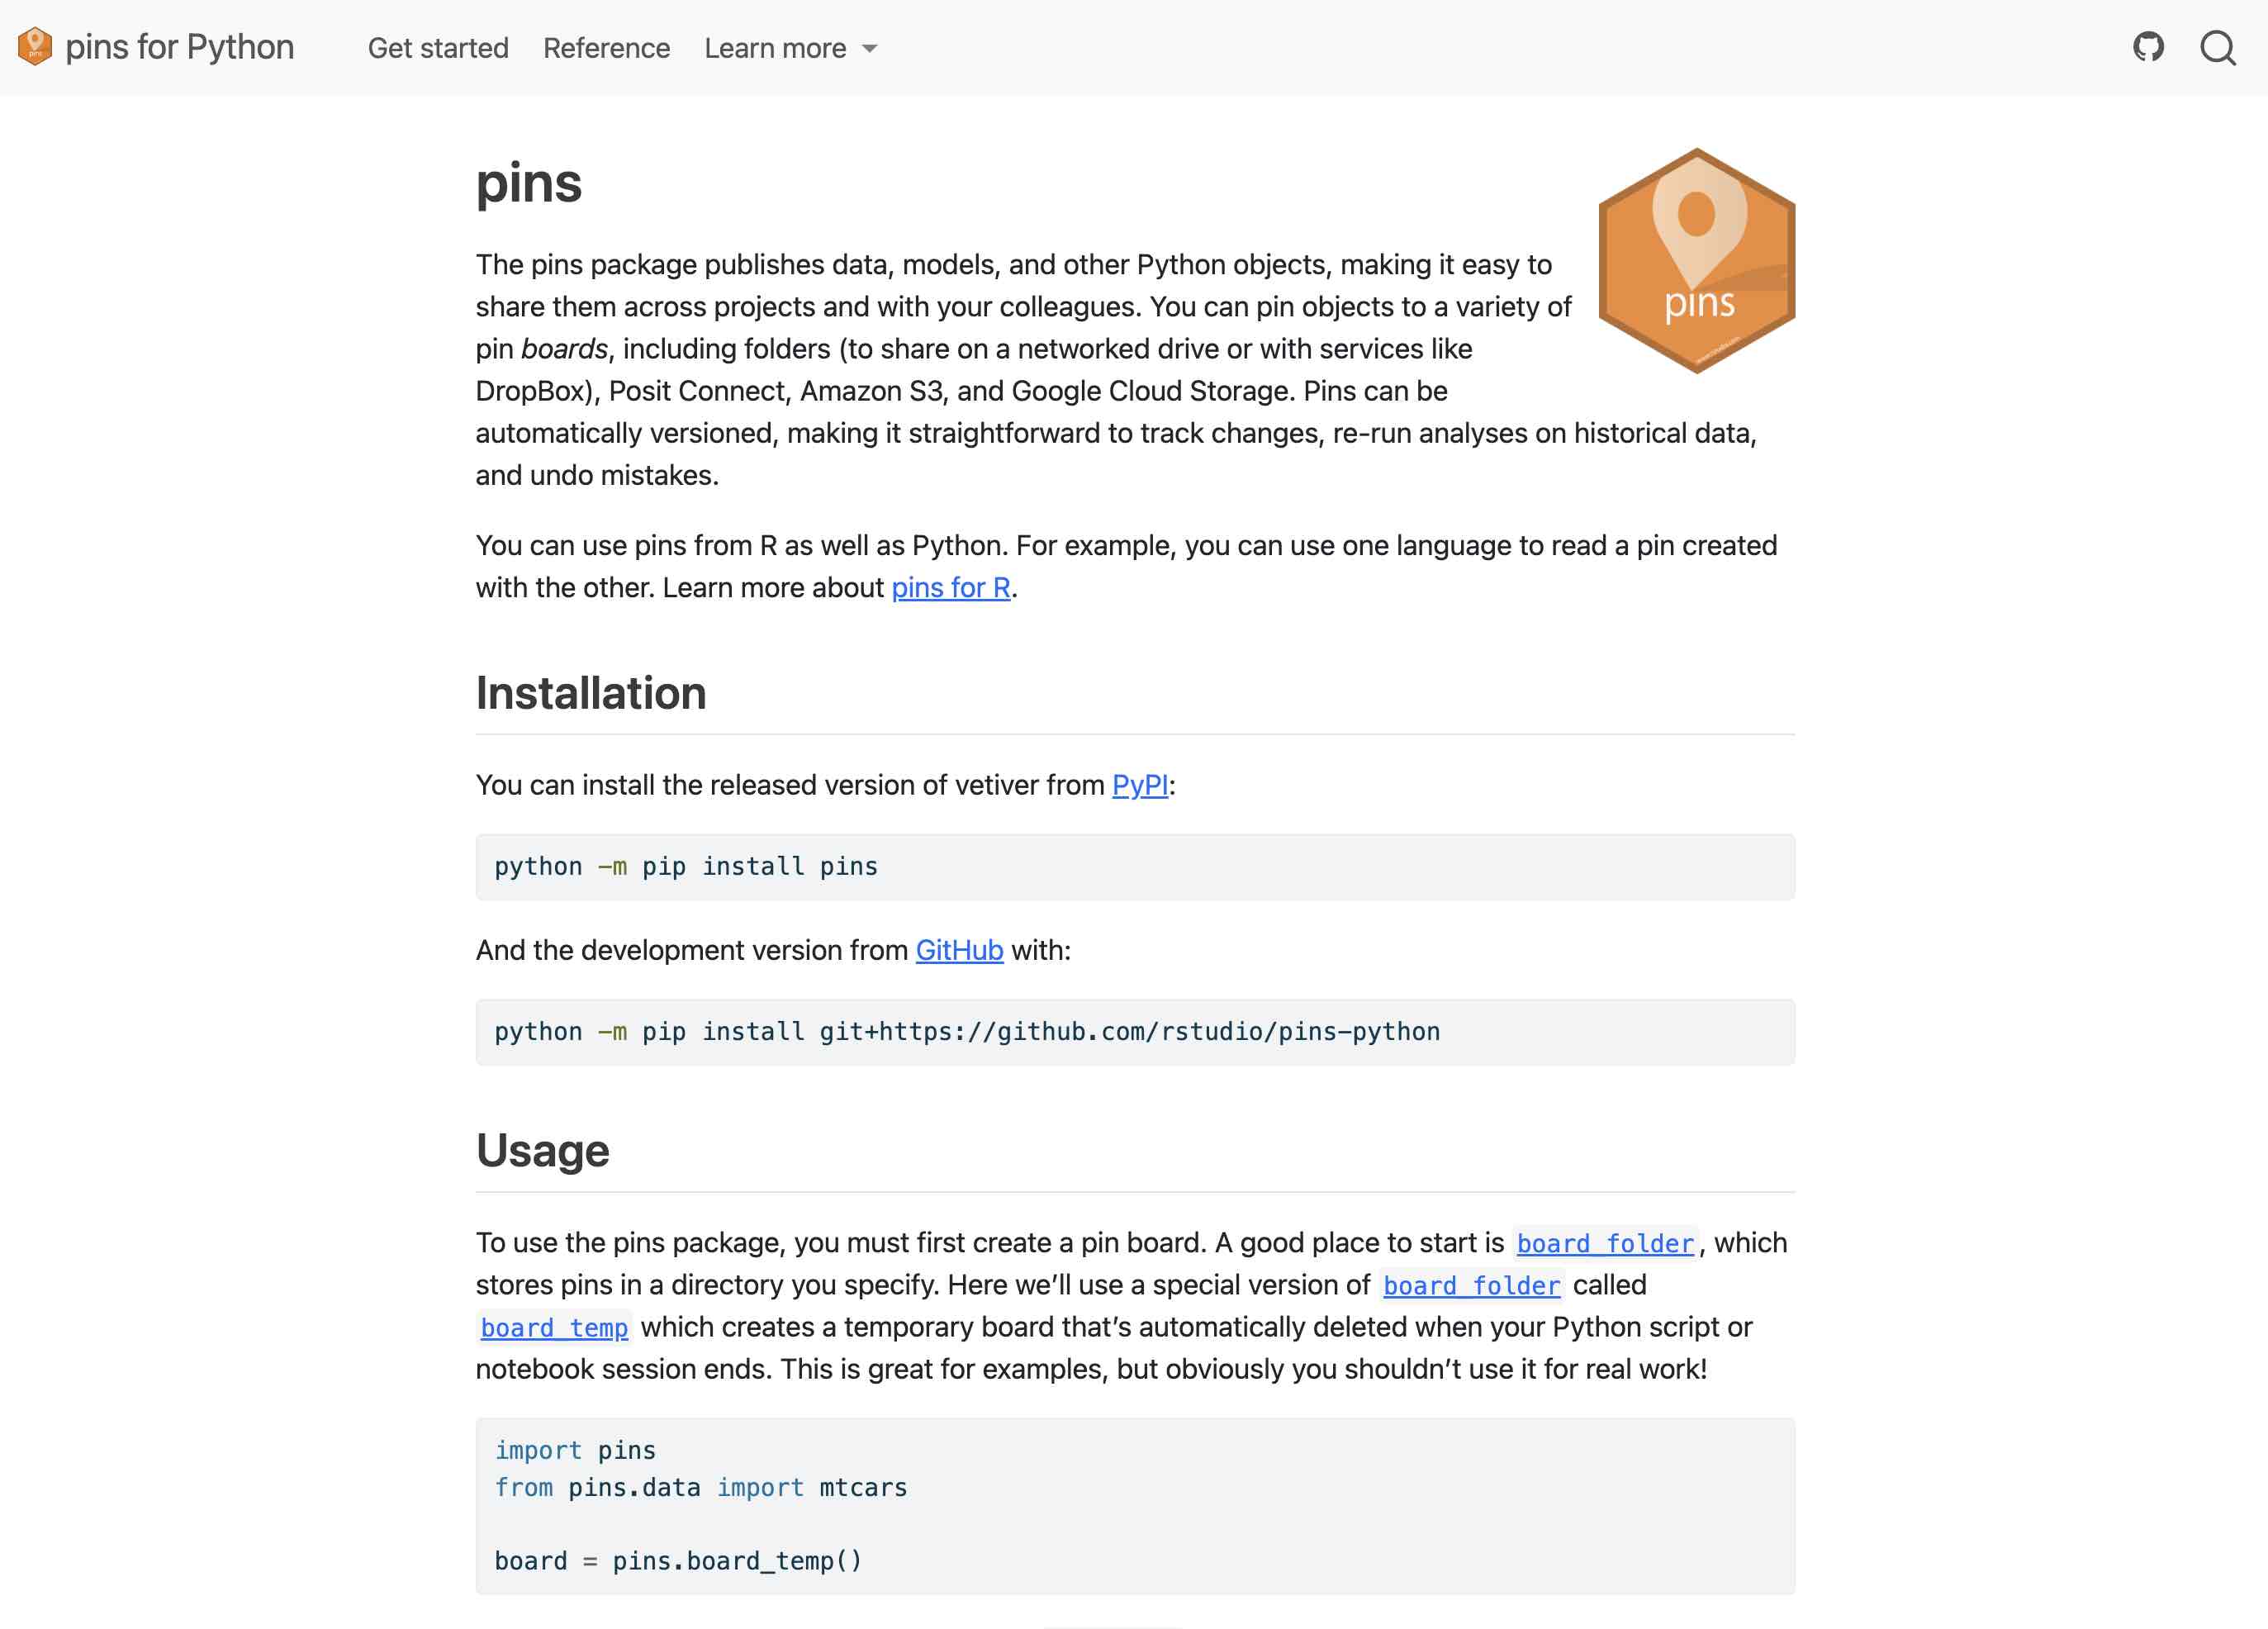 pins for Python Get started Reference Learn more
pins
The pins package publishes data, models, and other Python objects, making it easy to
share them across projects and with your colleagues. You can pin objects to a variety of
pin boards, including folders (to share on a networked drive or with services like
DropBox), Posit Connect, Amazon S3, and Google Cloud Storage. Pins can be
automatically versioned, making it straightforward to track changes, re-run analyses on historical data,
and undo mistakes.
pins
You can use pins from R as well as Python. For example, you can use one language to read a pin created
with the other. Learn more about pins for R.
Installation
You can install the released version of vetiver from PyPI:
python -m pip install pins
And the development version from GitHub with:
python -m pip install git+https://github.com/rstudio/pins-python
Usage
To use the pins package, you must first create a pin board. A good place to start is board_folder, which
stores pins in a directory you specify. Here we’ll use a special version of board_folder called
board_temp which creates a temporary board that’s automatically deleted when your Python script or
notebook session ends. This is great for examples, but obviously you shouldn’t use it for real work!
import pins
from pins.data import mtcars
board = pins.board_temp()